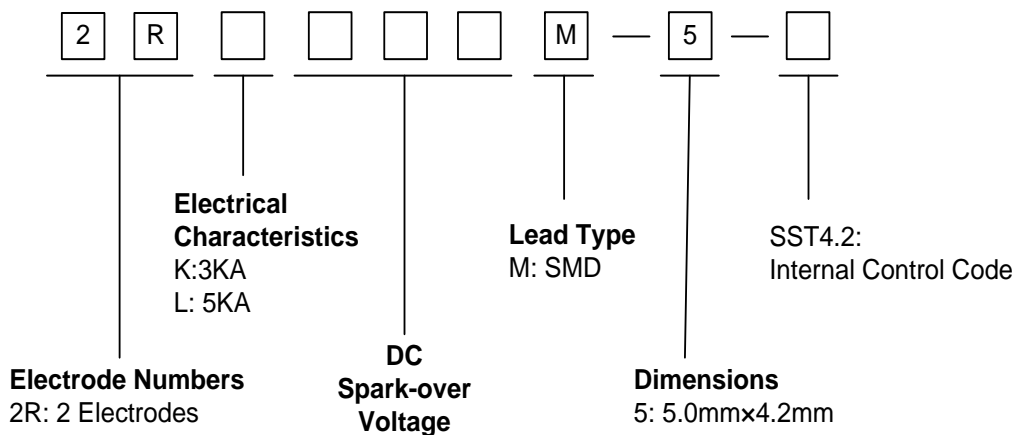 2 R M — 5 —
Electrical
Characteristics
K:3KA
L: 5KA
Lead Type
M: SMD
SST4.2:
Internal Control Code
Electrode Numbers
2R: 2 Electrodes
DC
Spark-over
Voltage
Dimensions
5: 5.0mm×4.2mm